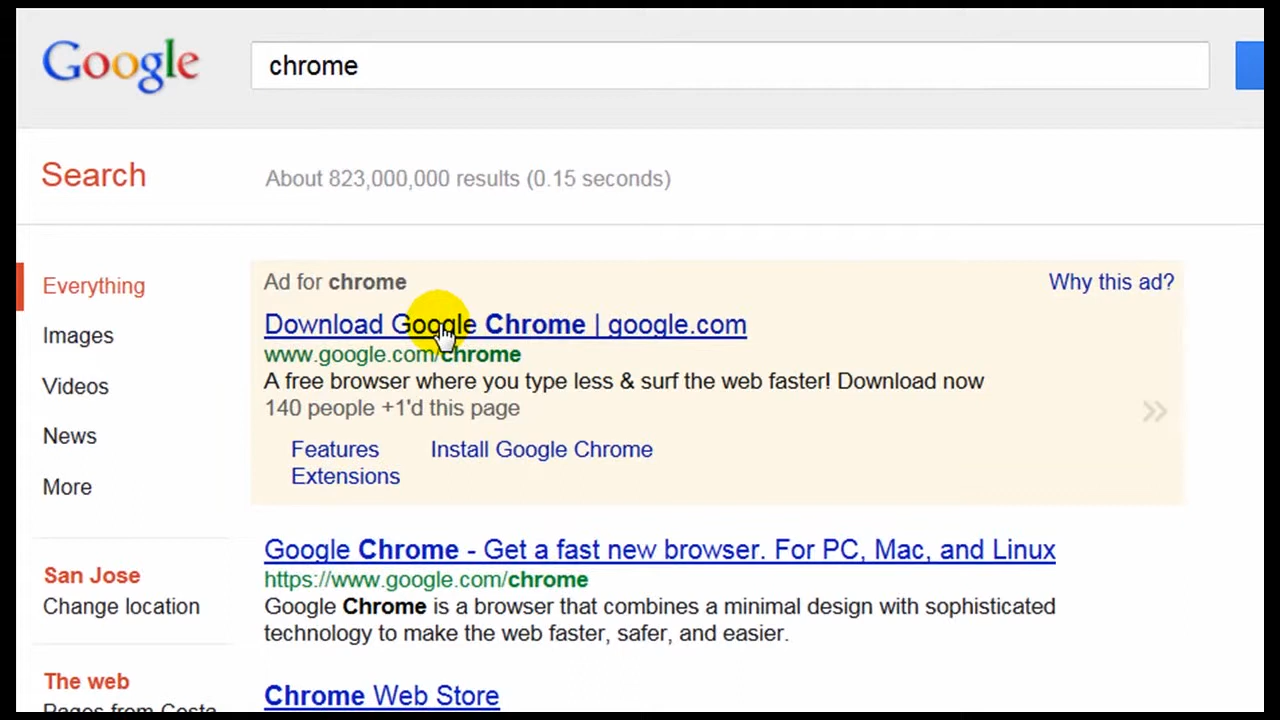 Google
chrome
Search
About 823,000,000 results (0.15 seconds)
Everything
Images
Videos
News
More
San Jose
Change location
The web
Pages from Costa
Ad for chrome
Why this ad?
Download Google Chrome | google.com
www.google.com/chrome
A free browser where you type less & surf the web faster! Download now
140 people +1'd this page
Features Install Google Chrome
Extensions
Google Chrome - Get a fast new browser. For PC, Mac, and Linux
https://www.google.com/chrome
Google Chrome is a browser that combines a minimal design with sophisticated
technology to make the web faster, safer, and easier.
Chrome Web Store